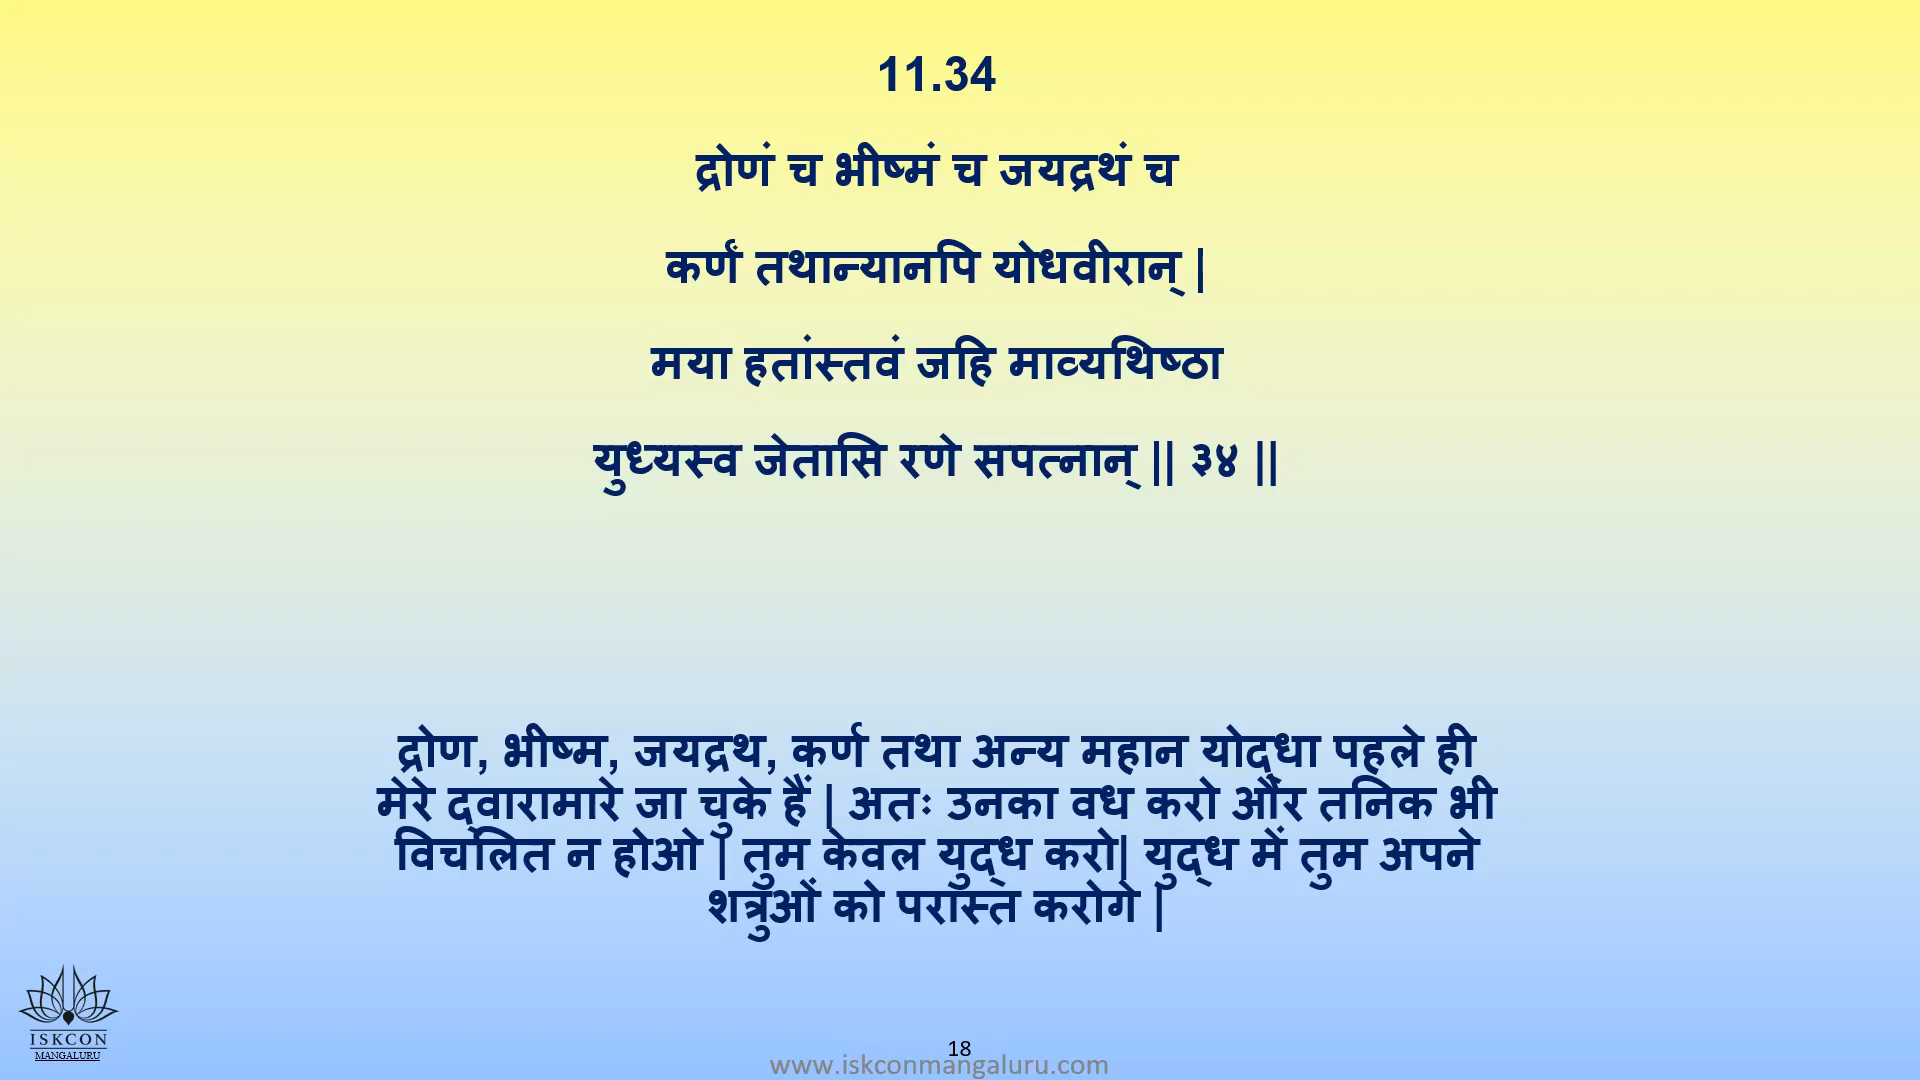 11.34
द्रोणं च भीष्मं च जयद्रथं च
कर्णं तथान्यानपि योधवीरान् |
मया हतांस्तवं जहि माव्यथिष्ठा
युध्यस्व जेतासि रणे सपत्नान् || ३४ ||
द्रोण, भीष्म, जयद्रथ, कर्ण तथा अन्य महान योद्धा पहले ही
मेरे द्वारामारे जा चुके हैं | अतः उनका वध करो और तनिक भी
विचलित न होओ | तुम केवल युद्ध करो| युद्ध में तुम अपने
शत्रुओं को परास्त करोगे |
ISKCON
MANGALURU
18
www.iskconmangaluru.com